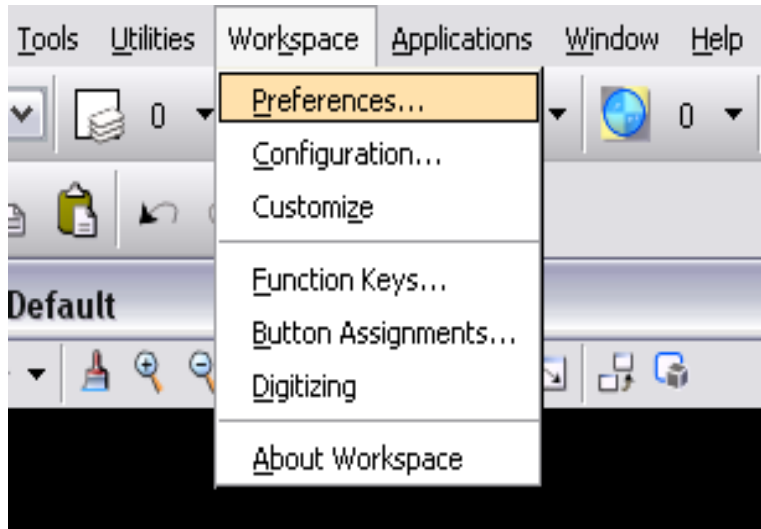 Tools Utilities Workspace Applications Window Help
0 0
Preferences...
Configuration...
Customize
Function Keys...
Default
Button Assignments...
Digitizing
About Workspace